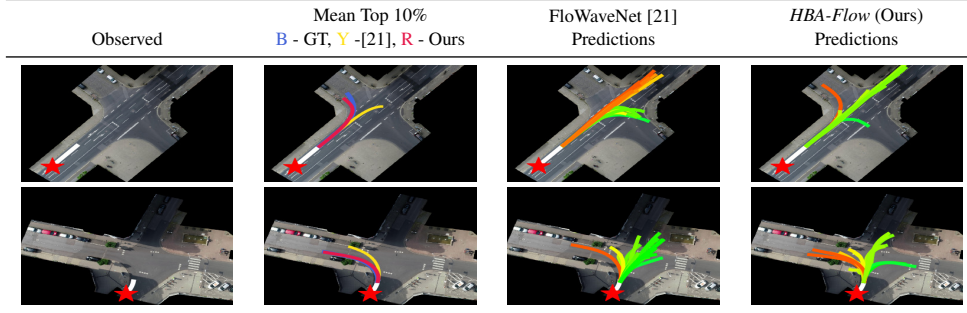 Observed
Mean Top 10%
B - GT, Y -[21], R - Ours
FloWaveNet [21]
Predictions
HBA-Flow (Ours)
Predictions